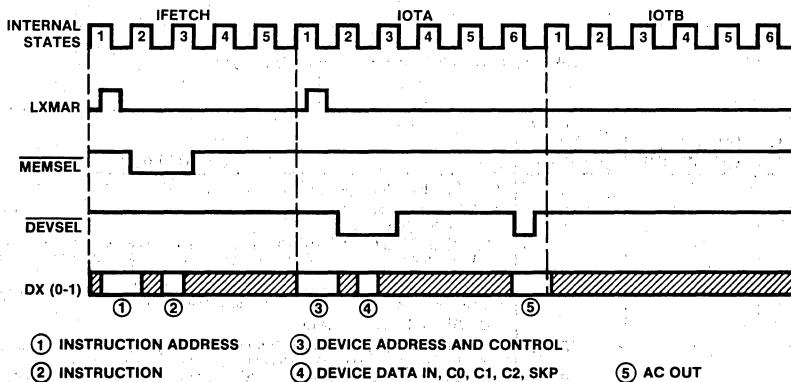 IFETCH IOTA IOTB
INTERNAL STATES 1 2 3 4 5 1 2 3 4 5 6 1 2 3 4 5 6
LXMAR
MEMSEL
DEVSEL
DX (0-1)
① ② ③ ④ ⑤
① INSTRUCTION ADDRESS ③ DEVICE ADDRESS AND CONTROL
② INSTRUCTION ④ DEVICE DATA IN, C0, C1, C2, SKP ⑤ AC OUT